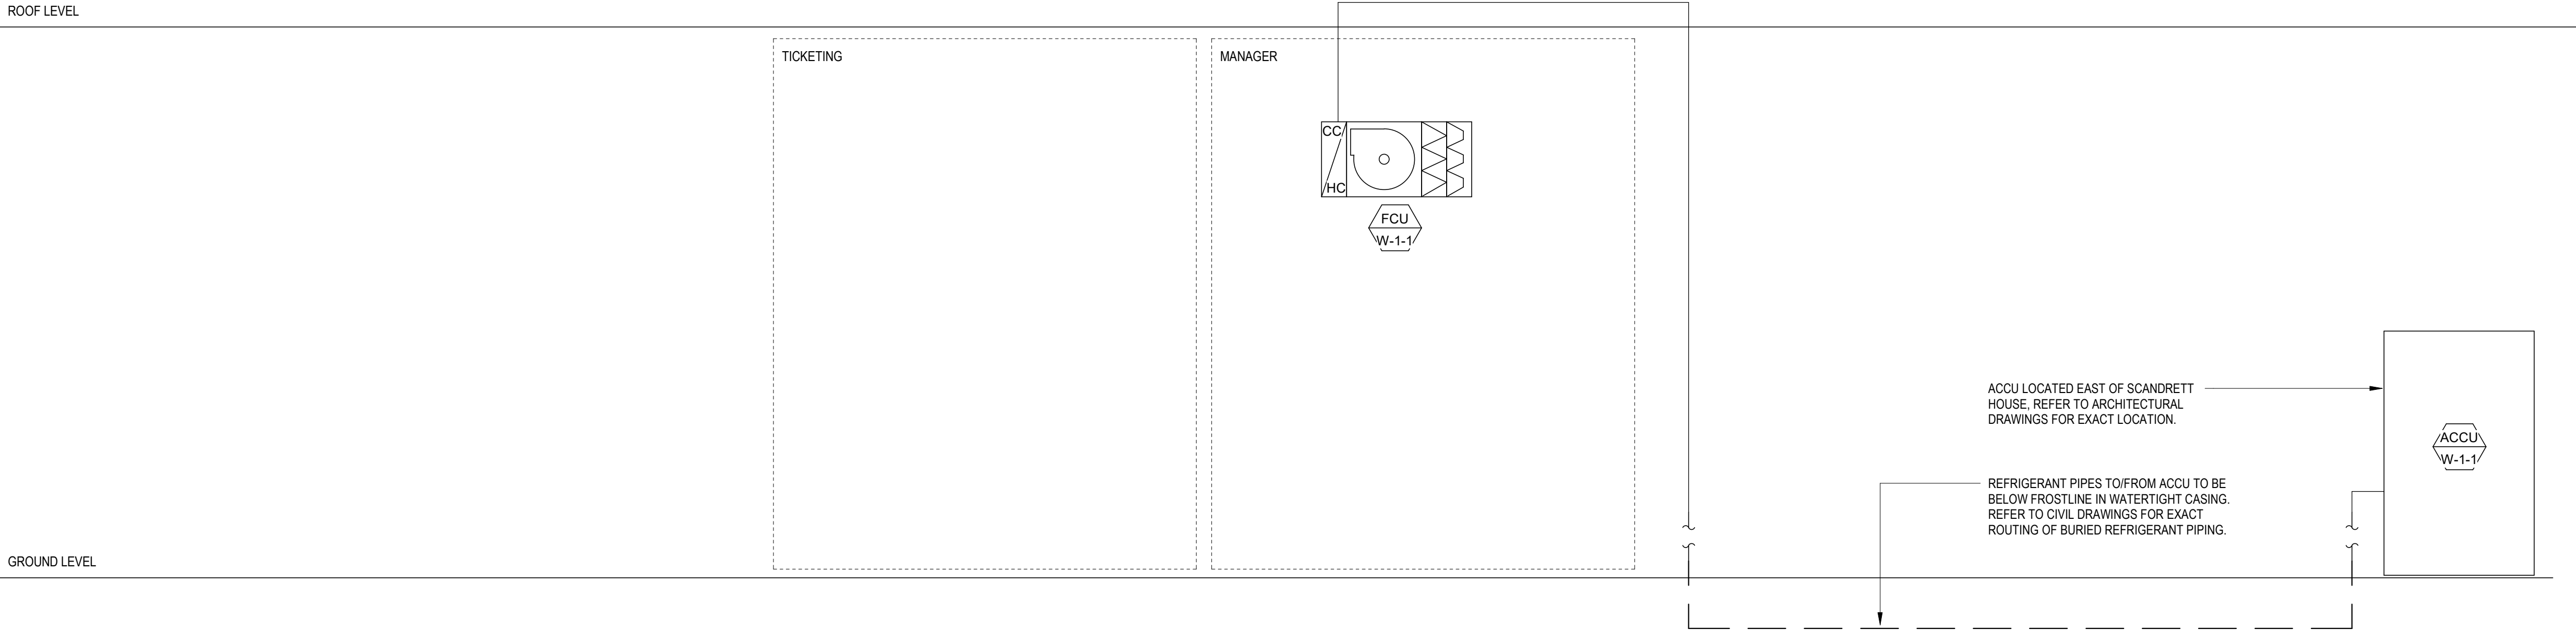 ROOF LEVEL
TICKETING
MANAGER
CC
HC
FCU
W-1-1
ACCU LOCATED EAST OF SCANDRETT
HOUSE, REFER TO ARCHITECTURAL
DRAWINGS FOR EXACT LOCATION.
ACCU
W-1-1
REFRIGERANT PIPES TO/FROM ACCU TO BE
BELOW FROSTLINE IN WATERTIGHT CASING.
REFER TO CIVIL DRAWINGS FOR EXACT
ROUTING OF BURIED REFRIGERANT PIPING.
GROUND LEVEL